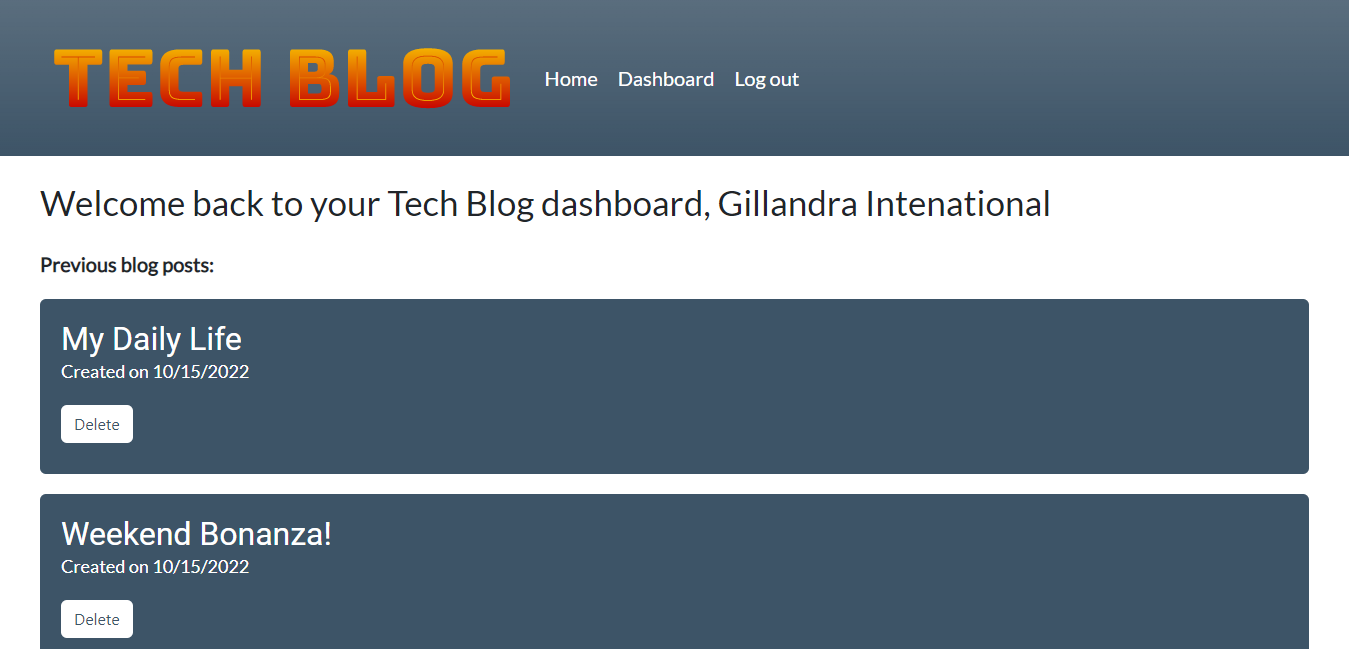 TECH BLOG
Home Dashboard Log out
Welcome back to your Tech Blog dashboard, Gillandra Intenational
Previous blog posts:
My Daily Life
Created on 10/15/2022
Delete
Weekend Bonanza!
Created on 10/15/2022
Delete